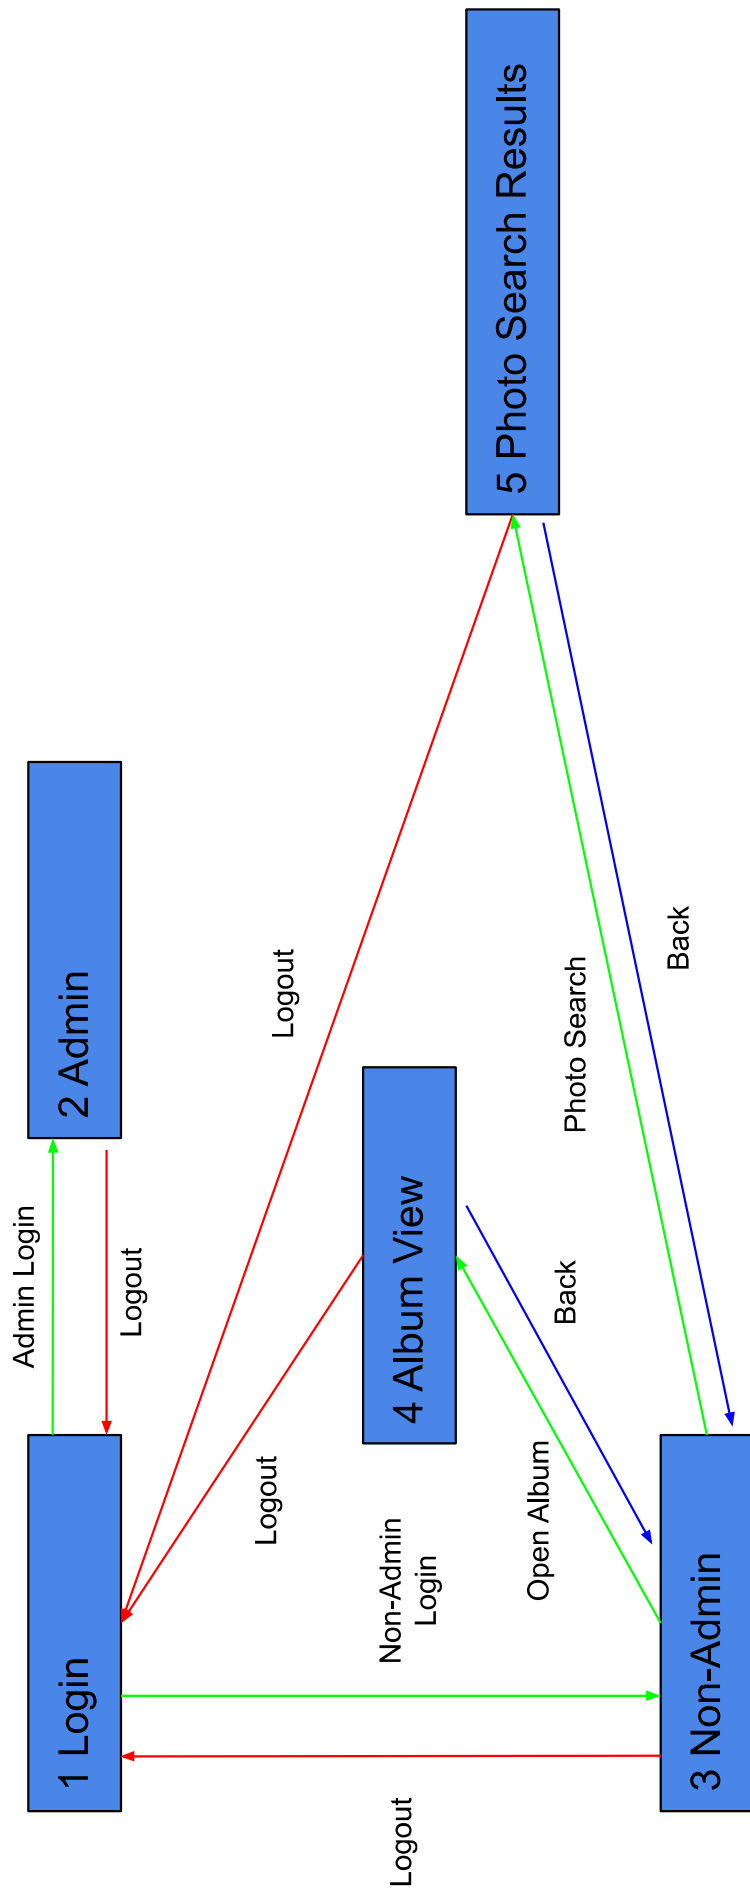 1 Login
Admin Login
Logout
2 Admin
Logout
Logout
Logout
Non-Admin
Login
4 Album View
Open Album
Back
Photo Search
Back
5 Photo Search Results
3 Non-Admin